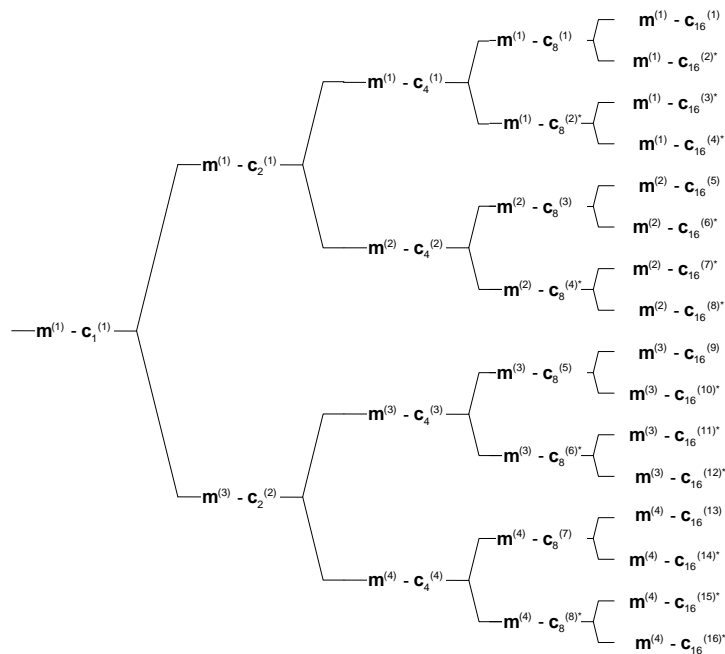 m⁽¹⁾ - c₁⁽¹⁾
m⁽¹⁾ - c₂⁽¹⁾
m⁽³⁾ - c₂⁽²⁾
m⁽¹⁾ - c₄⁽¹⁾
m⁽²⁾ - c₄⁽²⁾
m⁽³⁾ - c₄⁽³⁾
m⁽⁴⁾ - c₄⁽⁴⁾
m⁽¹⁾ - c₈⁽¹⁾
m⁽¹⁾ - c₈⁽²⁾*
m⁽²⁾ - c₈⁽³⁾
m⁽²⁾ - c₈⁽⁴⁾*
m⁽³⁾ - c₈⁽⁵⁾
m⁽³⁾ - c₈⁽⁶⁾*
m⁽⁴⁾ - c₈⁽⁷⁾
m⁽⁴⁾ - c₈⁽⁸⁾*
m⁽¹⁾ - c₁₆⁽¹⁾
m⁽¹⁾ - c₁₆⁽²⁾*
m⁽¹⁾ - c₁₆⁽³⁾*
m⁽¹⁾ - c₁₆⁽⁴⁾*
m⁽²⁾ - c₁₆⁽⁵⁾
m⁽²⁾ - c₁₆⁽⁶⁾*
m⁽²⁾ - c₁₆⁽⁷⁾*
m⁽²⁾ - c₁₆⁽⁸⁾*
m⁽³⁾ - c₁₆⁽⁹⁾
m⁽³⁾ - c₁₆⁽¹⁰⁾*
m⁽³⁾ - c₁₆⁽¹¹⁾*
m⁽³⁾ - c₁₆⁽¹²⁾*
m⁽⁴⁾ - c₁₆⁽¹³⁾
m⁽⁴⁾ - c₁₆⁽¹⁴⁾*
m⁽⁴⁾ - c₁₆⁽¹⁵⁾*
m⁽⁴⁾ - c₁₆⁽¹⁶⁾*